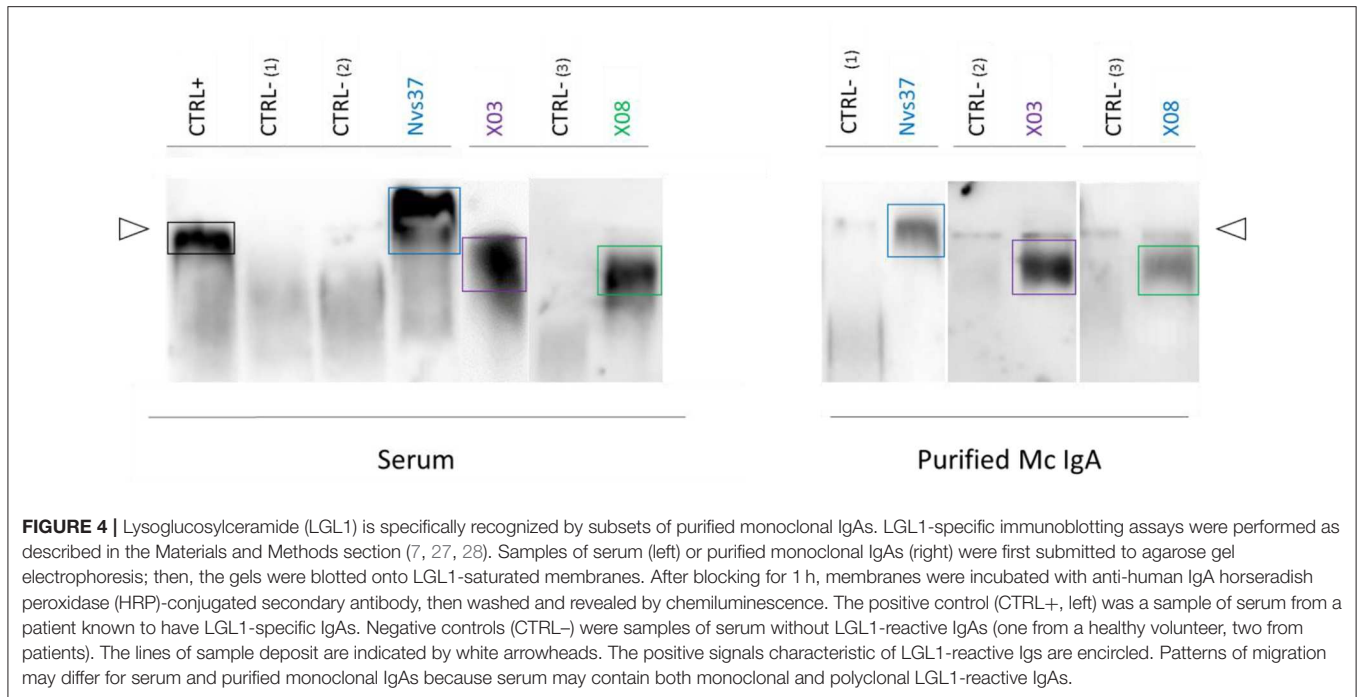 CTRL+ CTRL- (1) CTRL- (2) Nvs37 X03 CTRL- (3) X08 CTRL- (1) Nvs37 CTRL- (2) X03 CTRL- (3) X08
Serum Purified Mc IgA
FIGURE 4 | Lysoglucosylceramide (LGL1) is specifically recognized by subsets of purified monoclonal IgAs. LGL1-specific immunoblotting assays were performed as
described in the Materials and Methods section (7, 27, 28). Samples of serum (left) or purified monoclonal IgAs (right) were first submitted to agarose gel
electrophoresis; then, the gels were blotted onto LGL1-saturated membranes. After blocking for 1 h, membranes were incubated with anti-human IgA horseradish
peroxidase (HRP)-conjugated secondary antibody, then washed and revealed by chemiluminescence. The positive control (CTRL+, left) was a sample of serum from a
patient known to have LGL1-specific IgAs. Negative controls (CTRL–) were samples of serum without LGL1-reactive IgAs (one from a healthy volunteer, two from
patients). The lines of sample deposit are indicated by white arrowheads. The positive signals characteristic of LGL1-reactive Igs are encircled. Patterns of migration
may differ for serum and purified monoclonal IgAs because serum may contain both monoclonal and polyclonal LGL1-reactive IgAs.